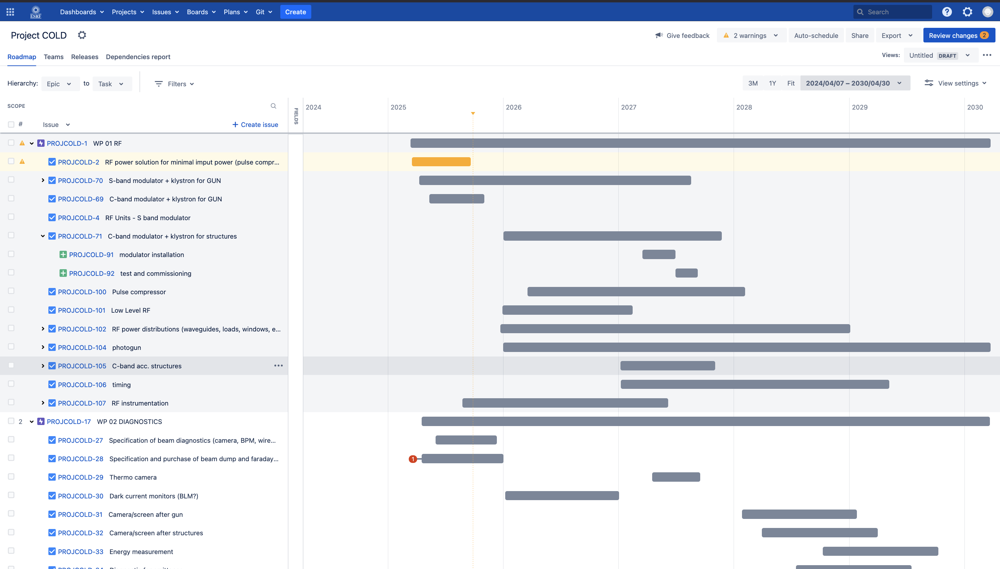 ESRF Dashboards Projects Issues Boards Plans Git Create Search ?
Project COLD Give feedback 2 warnings Auto-schedule Share Export Review changes 2
Roadmap Teams Releases Dependencies report Views: Untitled DRAFT
Hierarchy: Epic to Task Filters 3M 1Y Fit 2024/04/07 – 2030/04/30 View settings
SCOPE FIELDS 2024 2025 2026 2027 2028 2029 2030
# Issue + Create issue
PROJCOLD-1 WP 01 RF
PROJCOLD-2 RF power solution for minimal imput power (pulse compr...
PROJCOLD-70 S-band modulator + klystron for GUN
PROJCOLD-69 C-band modulator + klystron for GUN
PROJCOLD-4 RF Units - S band modulator
PROJCOLD-71 C-band modulator + klystron for structures
PROJCOLD-91 modulator installation
PROJCOLD-92 test and commissioning
PROJCOLD-100 Pulse compressor
PROJCOLD-101 Low Level RF
PROJCOLD-102 RF power distributions (waveguides, loads, windows, e...
PROJCOLD-104 photogun
PROJCOLD-105 C-band acc. structures
PROJCOLD-106 timing
PROJCOLD-107 RF instrumentation
2 PROJCOLD-17 WP 02 DIAGNOSTICS
PROJCOLD-27 Specification of beam diagnostics (camera, BPM, wire...
PROJCOLD-28 Specification and purchase of beam dump and faraday... 1
PROJCOLD-29 Thermo camera
PROJCOLD-30 Dark current monitors (BLM?)
PROJCOLD-31 Camera/screen after gun
PROJCOLD-32 Camera/screen after structures
PROJCOLD-33 Energy measurement